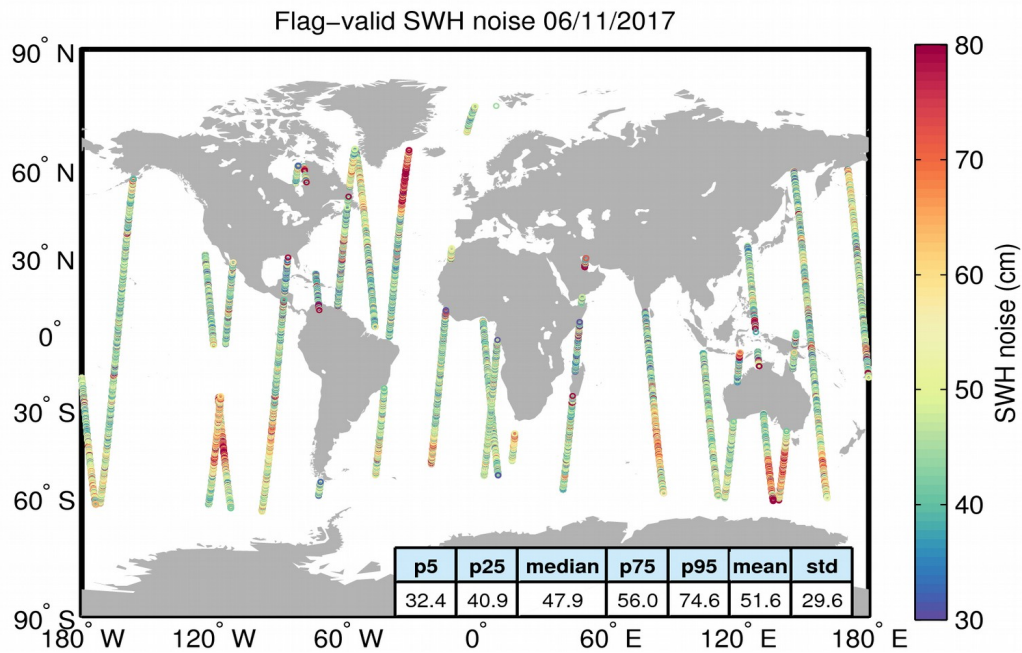 Flag−valid SWH noise 06/11/2017
90° N
60° N
30° N
0°
30° S
60° S
90° S
180° W
120° W
60° W
0°
60° E
120° E
180° E
p5 p25 median p75 p95 mean std
32.4 40.9 47.9 56.0 74.6 51.6 29.6
80
70
60
50
40
30
SWH noise (cm)